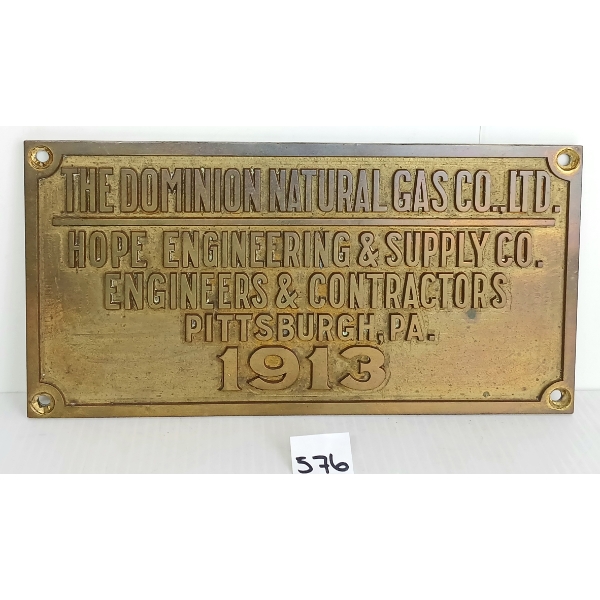 THE DOMINION NATURAL GAS CO., LTD.
HOPE ENGINEERING & SUPPLY CO.
ENGINEERS & CONTRACTORS
PITTSBURGH, PA.
1913
576